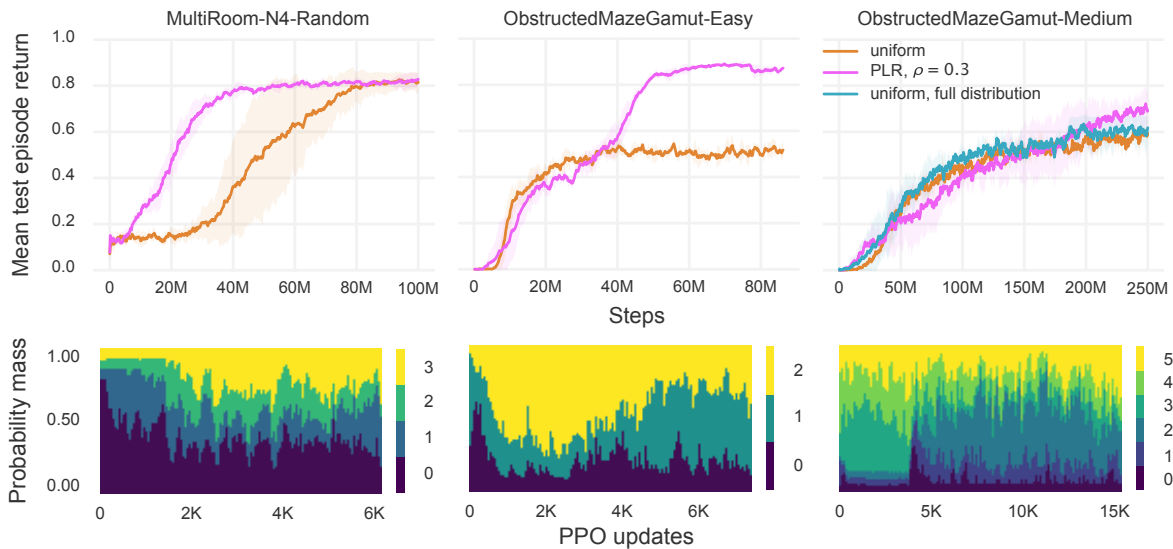 MultiRoom-N4-Random
ObstructedMazeGamut-Easy
ObstructedMazeGamut-Medium
Mean test episode return
1.0
0.8
0.6
0.4
0.2
0.0
uniform
PLR, ρ = 0.3
uniform, full distribution
0 20M 40M 60M 80M 100M
0 20M 40M 60M 80M
0 50M 100M 150M 200M 250M
Steps
Probability mass
1.00
0.50
0.00
3
2
1
0
2
1
0
5
4
3
2
1
0
0 2K 4K 6K
0 2K 4K 6K
0 5K 10K 15K
PPO updates